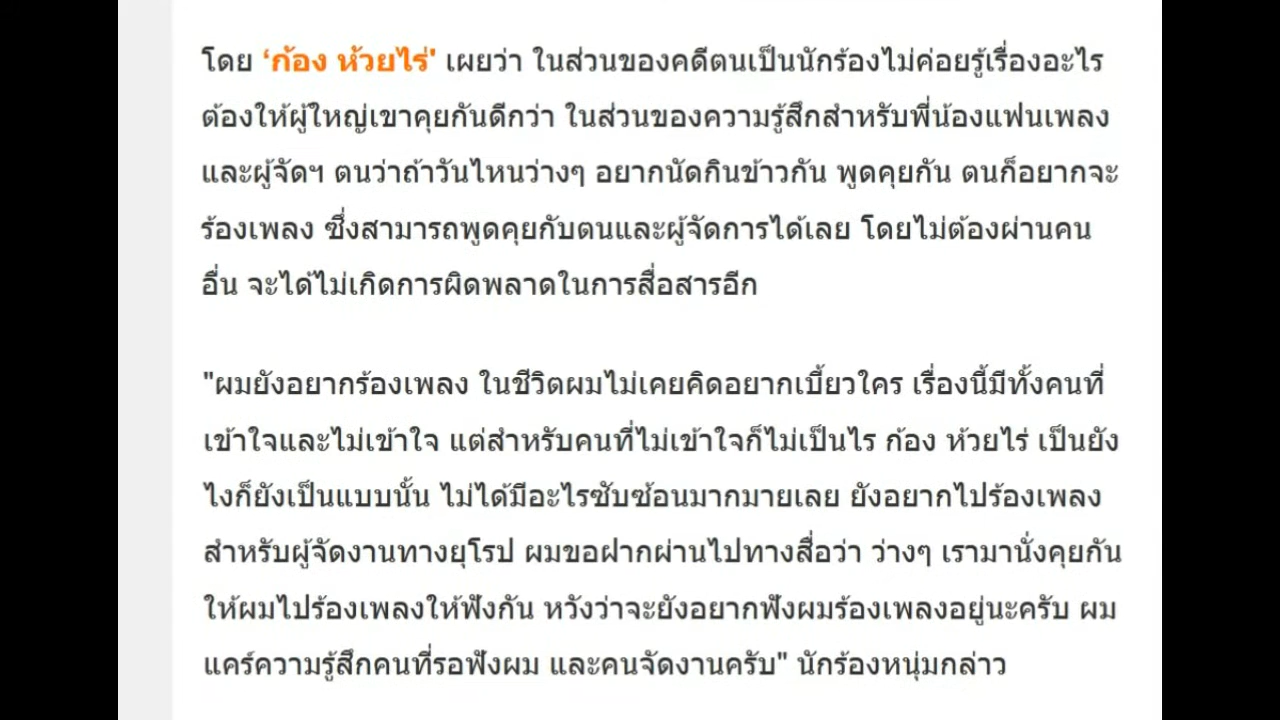 โดย ‘ก้อง ห้วยไร่' เผยว่า ในส่วนของคดีตนเป็นนักร้องไม่ค่อยรู้เรื่องอะไร
ต้องให้ผู้ใหญ่เขาคุยกันดีกว่า ในส่วนของความรู้สึกสำหรับพี่น้องแฟนเพลง
และผู้จัดฯ ตนว่าถ้าวันไหนว่างๆ อยากนัดกินข้าวกัน พูดคุยกัน ตนก็อยากจะ
ร้องเพลง ซึ่งสามารถพูดคุยกับตนและผู้จัดการได้เลย โดยไม่ต้องผ่านคน
อื่น จะได้ไม่เกิดการผิดพลาดในการสื่อสารอีก
"ผมยังอยากร้องเพลง ในชีวิตผมไม่เคยคิดอยากเบี้ยวใคร เรื่องนี้มีทั้งคนที่
เข้าใจและไม่เข้าใจ แต่สำหรับคนที่ไม่เข้าใจก็ไม่เป็นไร ก้อง ห้วยไร่ เป็นยัง
ไงก็ยังเป็นแบบนั้น ไม่ได้มีอะไรซับซ้อนมากมายเลย ยังอยากไปร้องเพลง
สำหรับผู้จัดงานทางยุโรป ผมขอฝากผ่านไปทางสื่อว่า ว่างๆ เรามานั่งคุยกัน
ให้ผมไปร้องเพลงให้ฟังกัน หวังว่าจะยังอยากฟังผมร้องเพลงอยู่นะครับ ผม
แคร์ความรู้สึกคนที่รอฟังผม และคนจัดงานครับ" นักร้องหนุ่มกล่าว